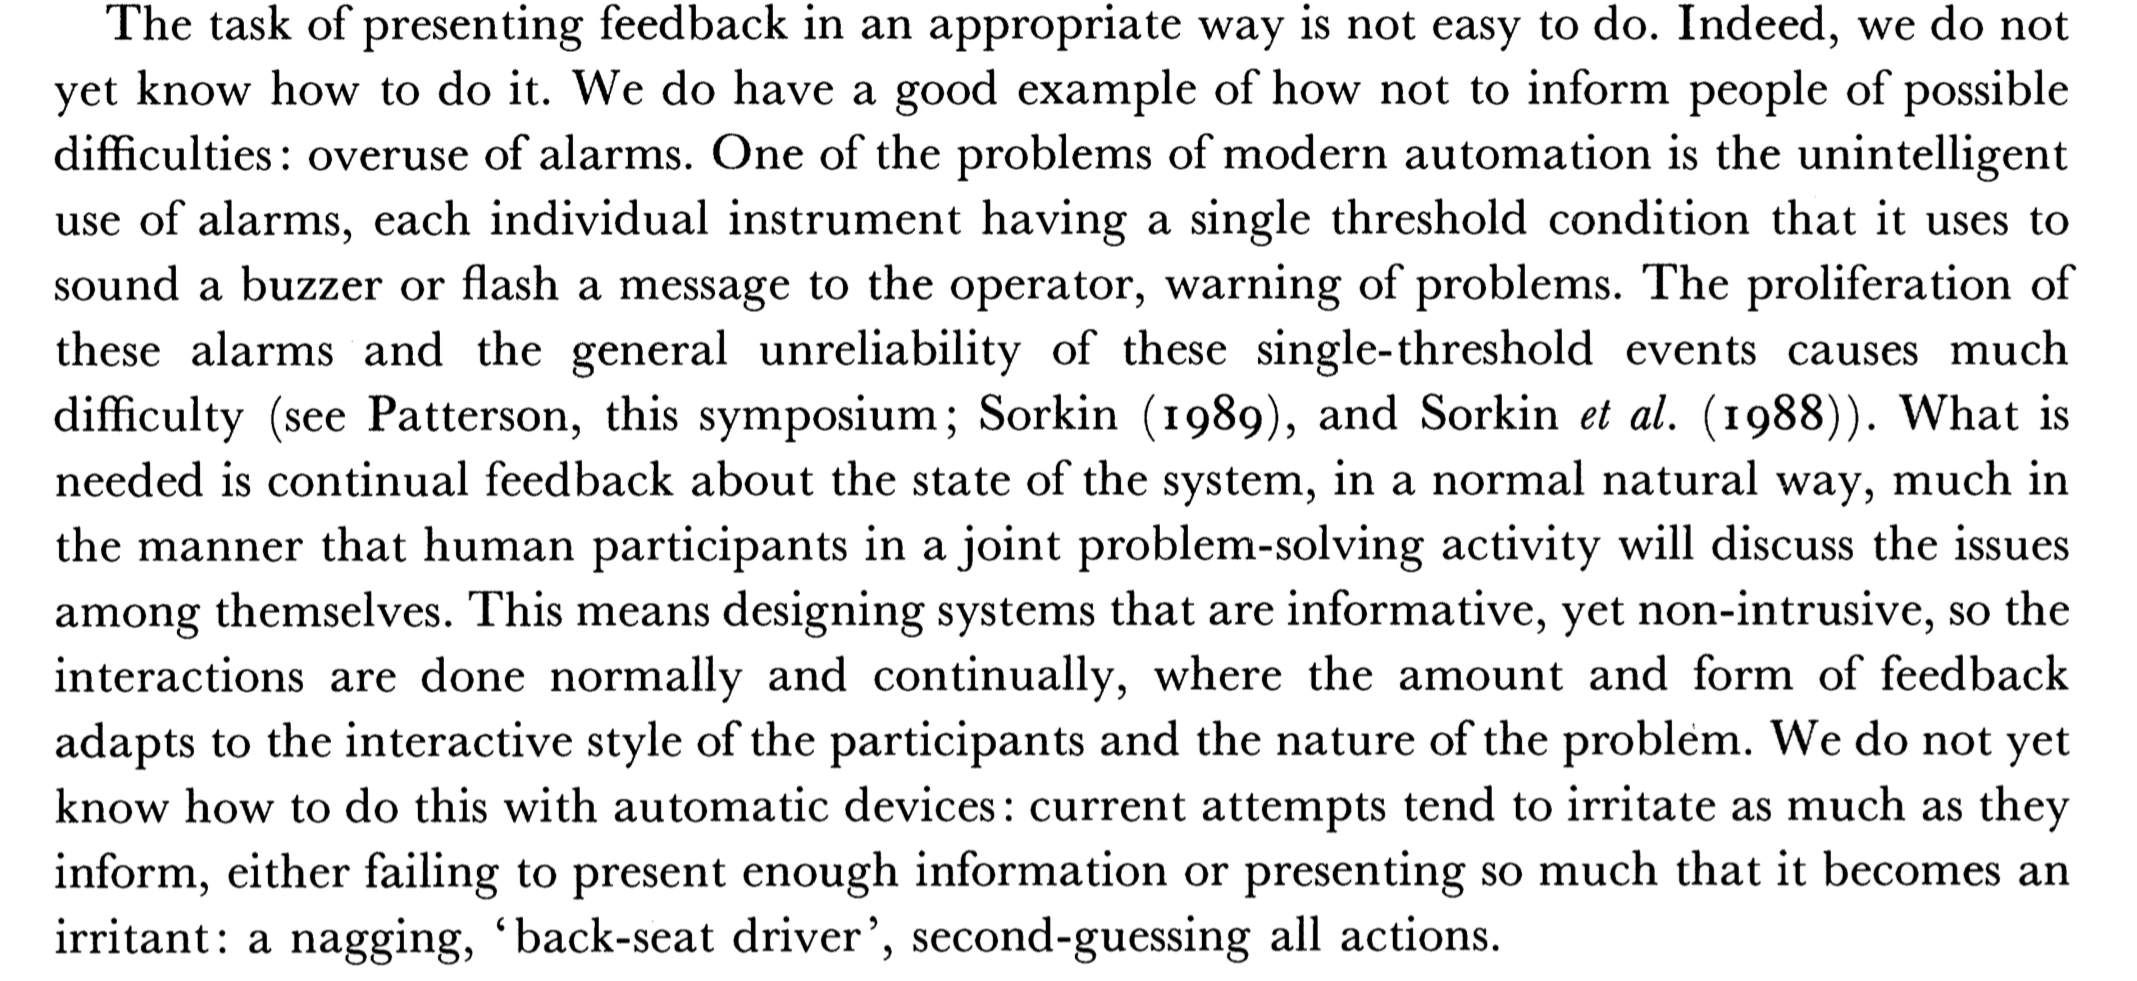 The task of presenting feedback in an appropriate way is not easy to do. Indeed, we do not
yet know how to do it. We do have a good example of how not to inform people of possible
difficulties: overuse of alarms. One of the problems of modern automation is the unintelligent
use of alarms, each individual instrument having a single threshold condition that it uses to
sound a buzzer or flash a message to the operator, warning of problems. The proliferation of
these alarms and the general unreliability of these single-threshold events causes much
difficulty (see Patterson, this symposium; Sorkin (1989), and Sorkin et al. (1988)). What is
needed is continual feedback about the state of the system, in a normal natural way, much in
the manner that human participants in a joint problem-solving activity will discuss the issues
among themselves. This means designing systems that are informative, yet non-intrusive, so the
interactions are done normally and continually, where the amount and form of feedback
adapts to the interactive style of the participants and the nature of the problem. We do not yet
know how to do this with automatic devices: current attempts tend to irritate as much as they
inform, either failing to present enough information or presenting so much that it becomes an
irritant: a nagging, ‘back-seat driver’, second-guessing all actions.